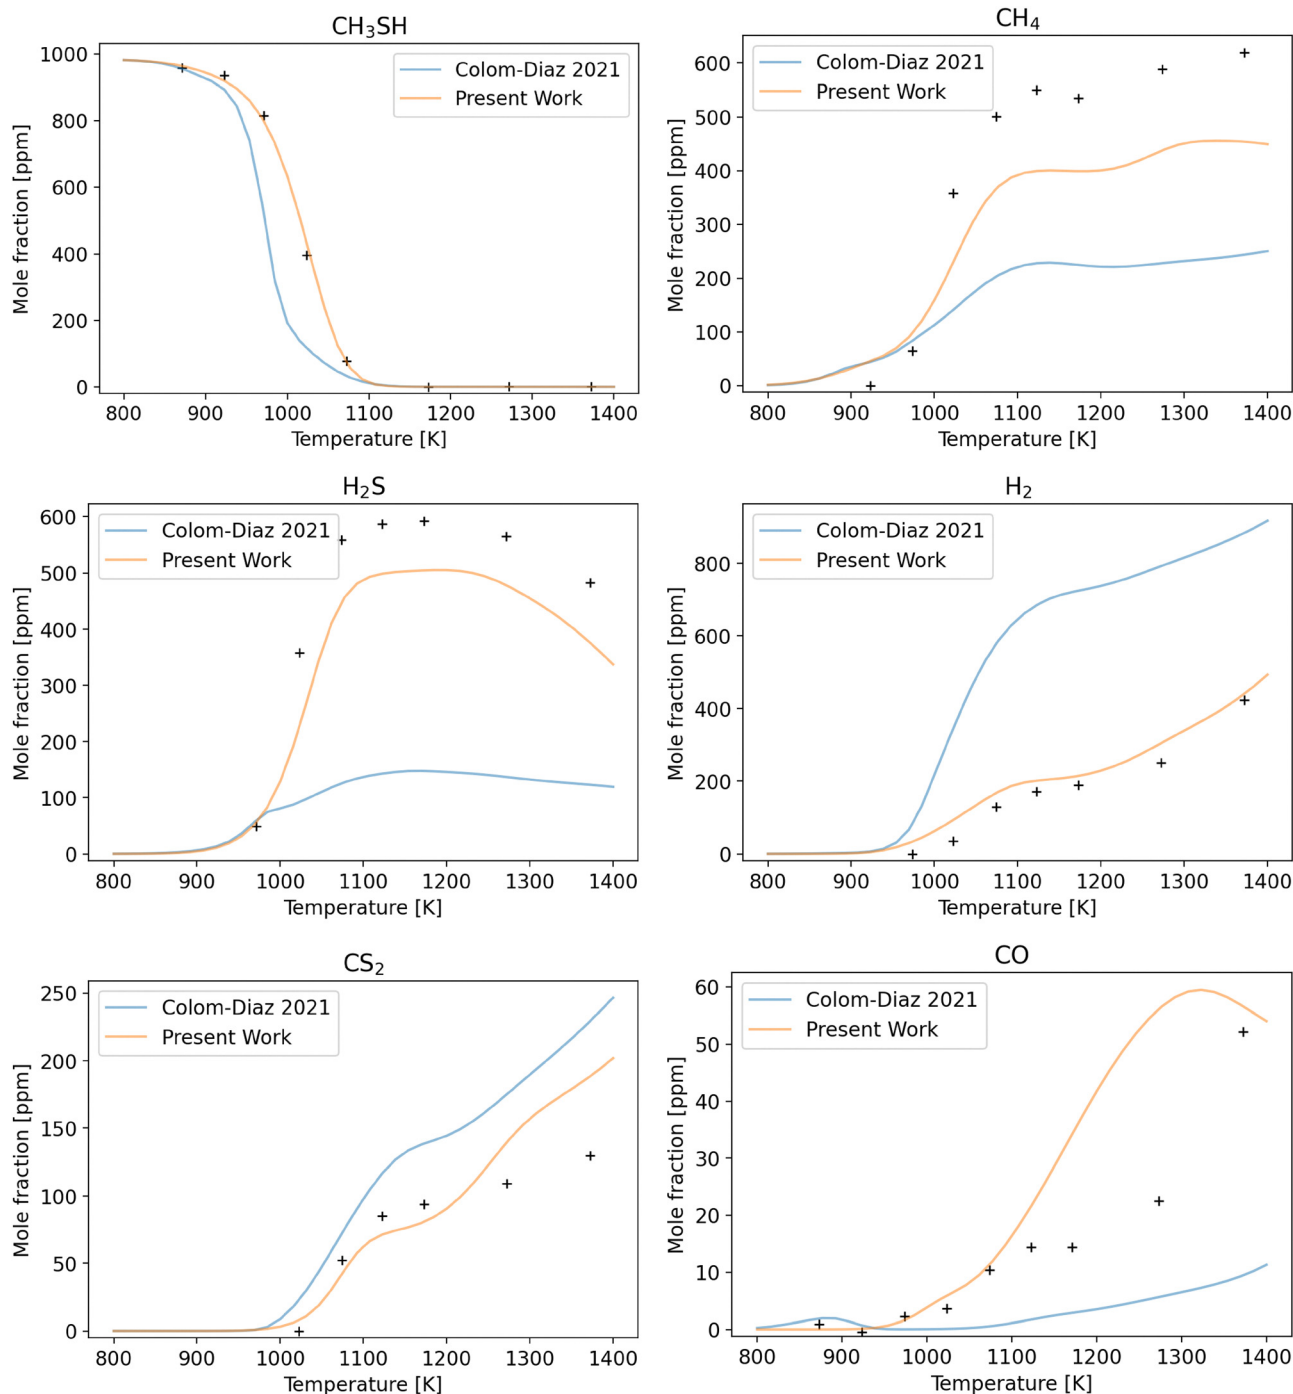 CH₃SH
Mole fraction [ppm]
1000
800
600
400
200
0
Colom-Diaz 2021
Present Work
800 900 1000 1100 1200 1300 1400
Temperature [K]
CH₄
Mole fraction [ppm]
600
500
400
300
200
100
0
Colom-Diaz 2021
Present Work
800 900 1000 1100 1200 1300 1400
Temperature [K]
H₂S
Mole fraction [ppm]
600
500
400
300
200
100
0
Colom-Diaz 2021
Present Work
800 900 1000 1100 1200 1300 1400
Temperature [K]
H₂
Mole fraction [ppm]
800
600
400
200
0
Colom-Diaz 2021
Present Work
800 900 1000 1100 1200 1300 1400
Temperature [K]
CS₂
Mole fraction [ppm]
250
200
150
100
50
0
Colom-Diaz 2021
Present Work
800 900 1000 1100 1200 1300 1400
Temperature [K]
CO
Mole fraction [ppm]
60
50
40
30
20
10
0
Colom-Diaz 2021
Present Work
800 900 1000 1100 1200 1300 1400
Temperature [K]